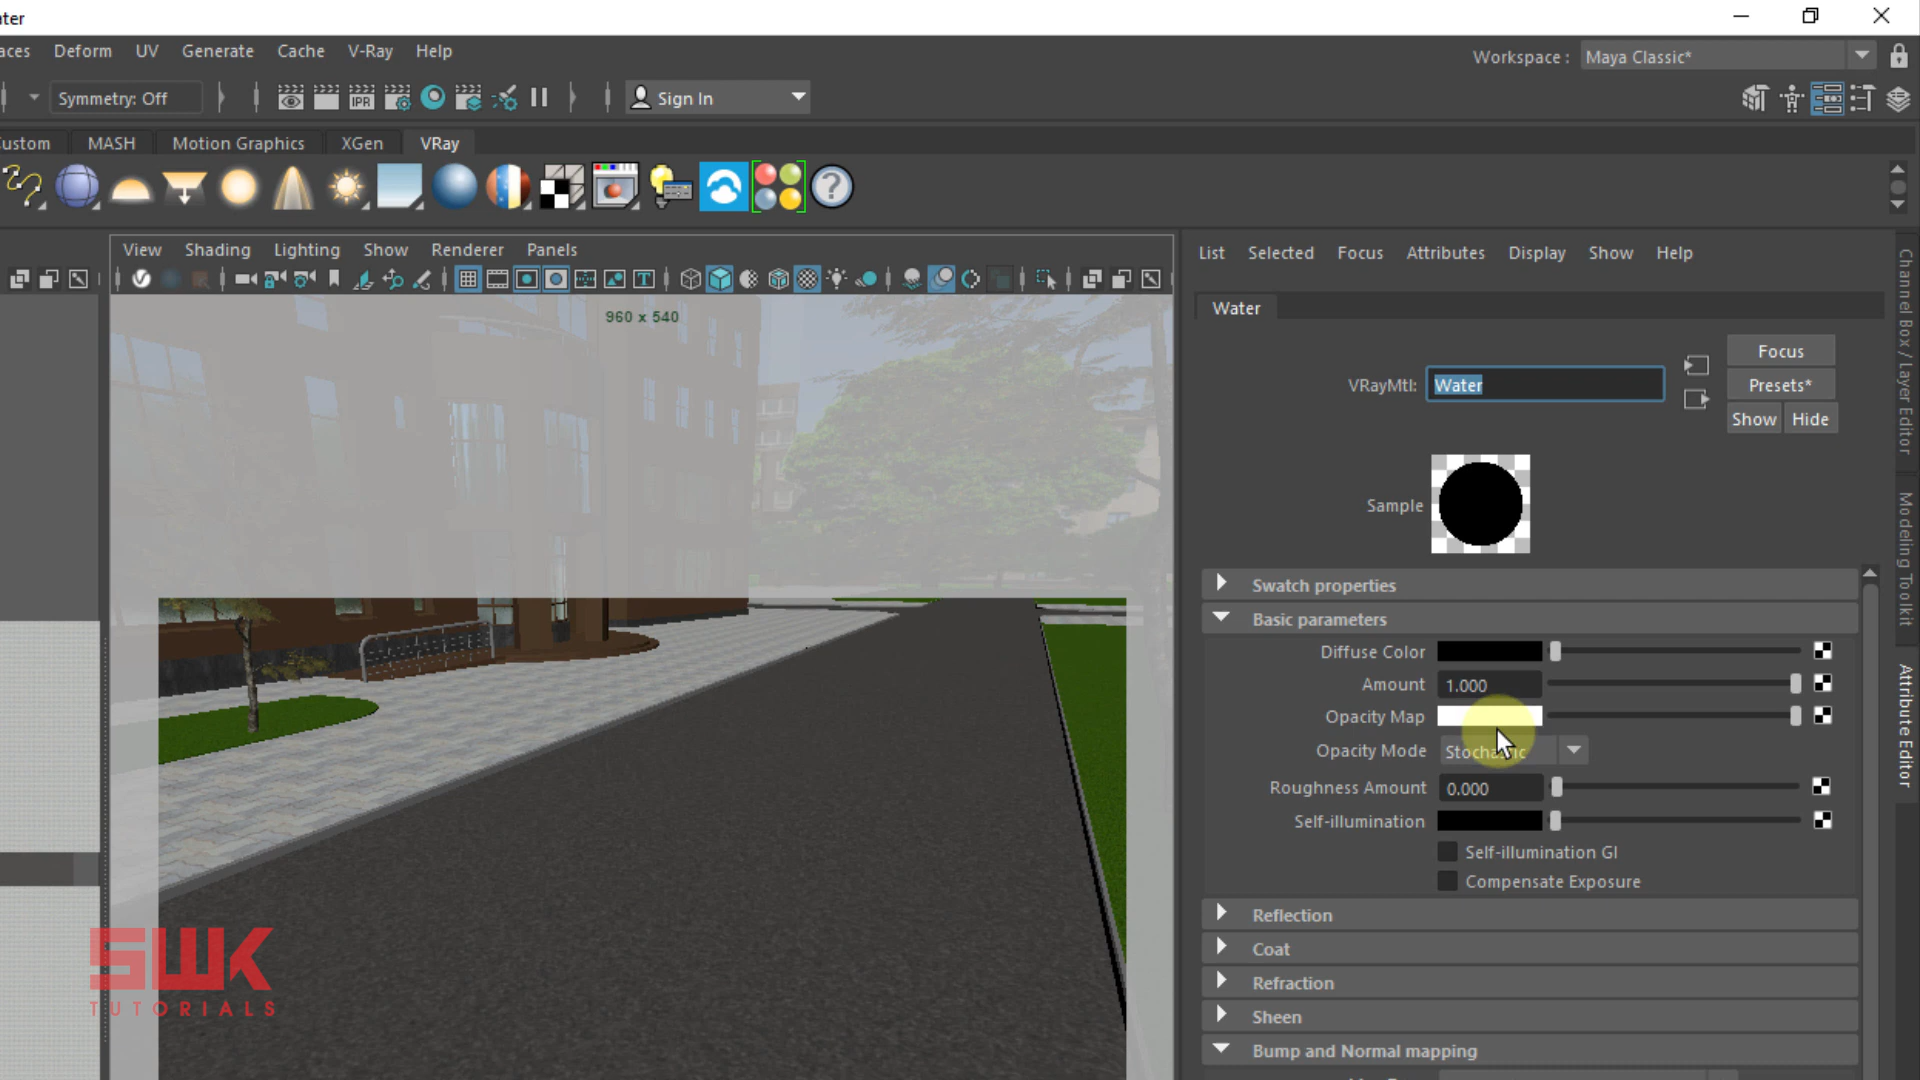 ater
aces Deform UV Generate Cache V-Ray Help
Workspace : Maya Classic*
Symmetry: Off
IPR
Sign In
ustom MASH Motion Graphics XGen VRay
View Shading Lighting Show Renderer Panels
List Selected Focus Attributes Display Show Help
960 x 540
Water
Focus
VRayMtl: Water
Presets*
Show Hide
Sample
Swatch properties
Basic parameters
Diffuse Color
Amount 1.000
Opacity Map
Opacity Mode Stochastic
Roughness Amount 0.000
Self-illumination
Self-illumination GI
Compensate Exposure
Reflection
Coat
Refraction
Sheen
Bump and Normal mapping
Channel Box / Layer Editor
Modeling Toolkit
Attribute Editor
SWK
TUTORIALS